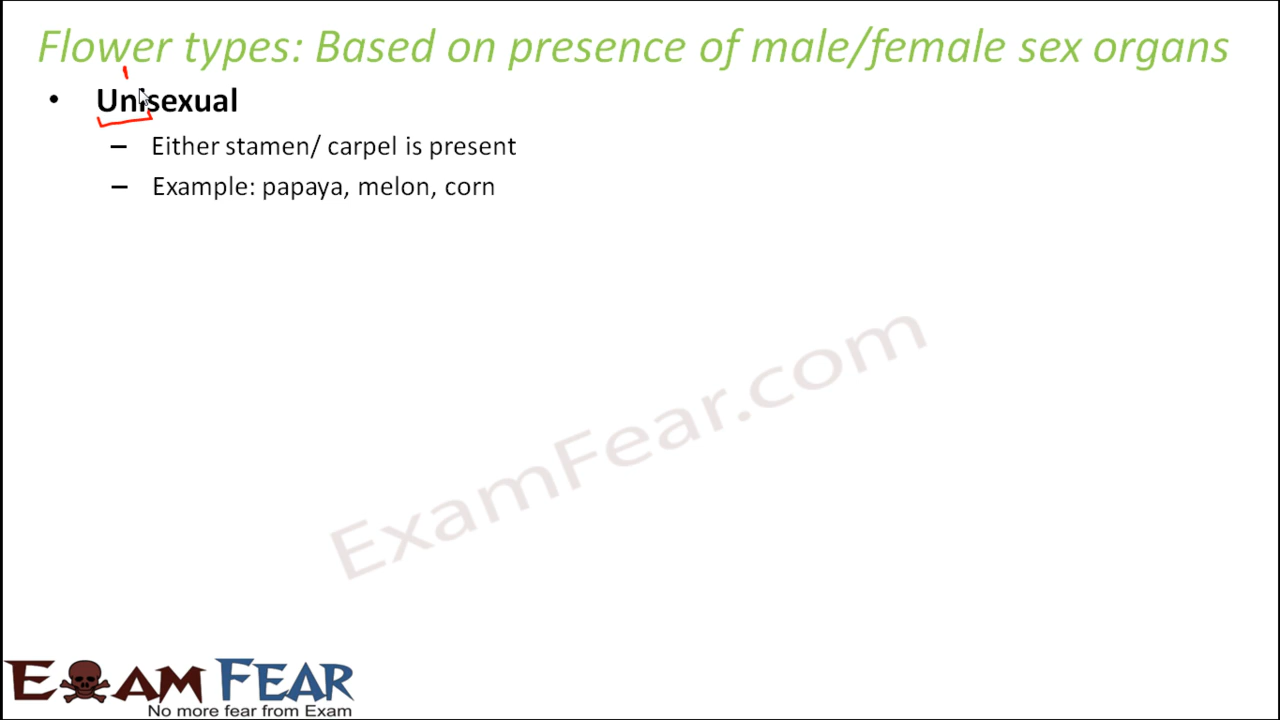 Flower types: Based on presence of male/female sex organs
• Unisexual
– Either stamen/ carpel is present
– Example: papaya, melon, corn
ExamFear.com
EXAM FEAR
No more fear from Exam